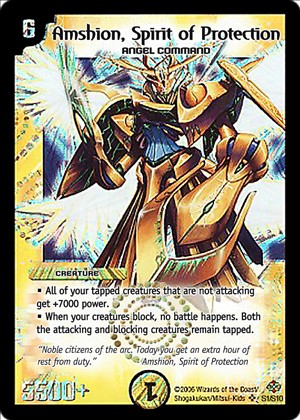 6
Amshion, Spirit of Protection
ANGEL COMMAND
CREATURE
■ All of your tapped creatures that are not attacking
get +7000 power.
■ When your creatures block, no battle happens. Both
the attacking and blocking creatures remain tapped.
"Noble citizens of the arc. Today you get an extra hour
of rest from duty." —
Amshion, Spirit of Protection
5500+
1
©2006 Wizards of the Coast/
Shogakukan/Mitsui-Kids S1/S10